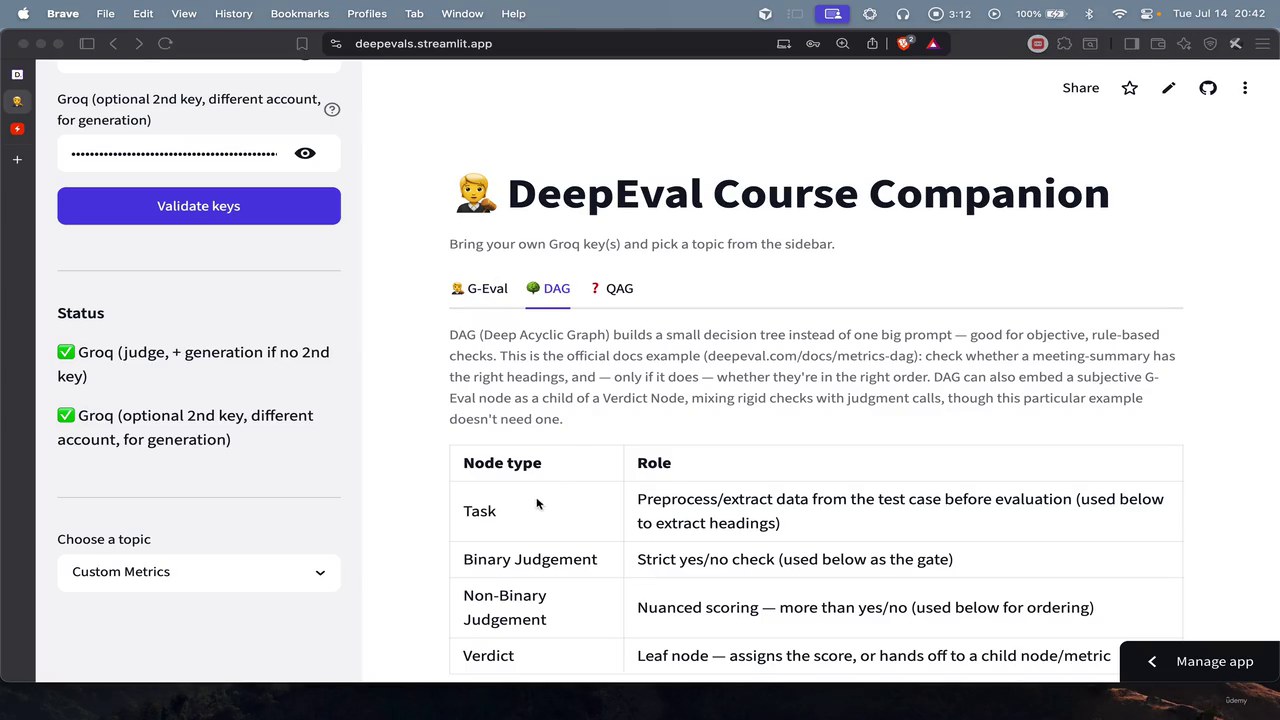 Brave File Edit View History Bookmarks Profiles Tab Window Help
3:12 100% Tue Jul 14 20:42
deepevals.streamlit.app
2
Groq (optional 2nd key, different account,
for generation)
••••••••••••••••••••••••••••••••••••••••••
Validate keys
Status
✅ Groq (judge, + generation if no 2nd
key)
✅ Groq (optional 2nd key, different
account, for generation)
Choose a topic
Custom Metrics
Share
DeepEval Course Companion
Bring your own Groq key(s) and pick a topic from the sidebar.
G-Eval DAG ❓ QAG
DAG (Deep Acyclic Graph) builds a small decision tree instead of one big prompt — good for objective, rule-based
checks. This is the official docs example (deepeval.com/docs/metrics-dag): check whether a meeting-summary has
the right headings, and — only if it does — whether they're in the right order. DAG can also embed a subjective G-
Eval node as a child of a Verdict Node, mixing rigid checks with judgment calls, though this particular example
doesn't need one.
Node type Role
Task Preprocess/extract data from the test case before evaluation (used below
to extract headings)
Binary Judgement Strict yes/no check (used below as the gate)
Non-Binary
Judgement Nuanced scoring — more than yes/no (used below for ordering)
Verdict Leaf node — assigns the score, or hands off to a child node/metric
Manage app
ûdemy